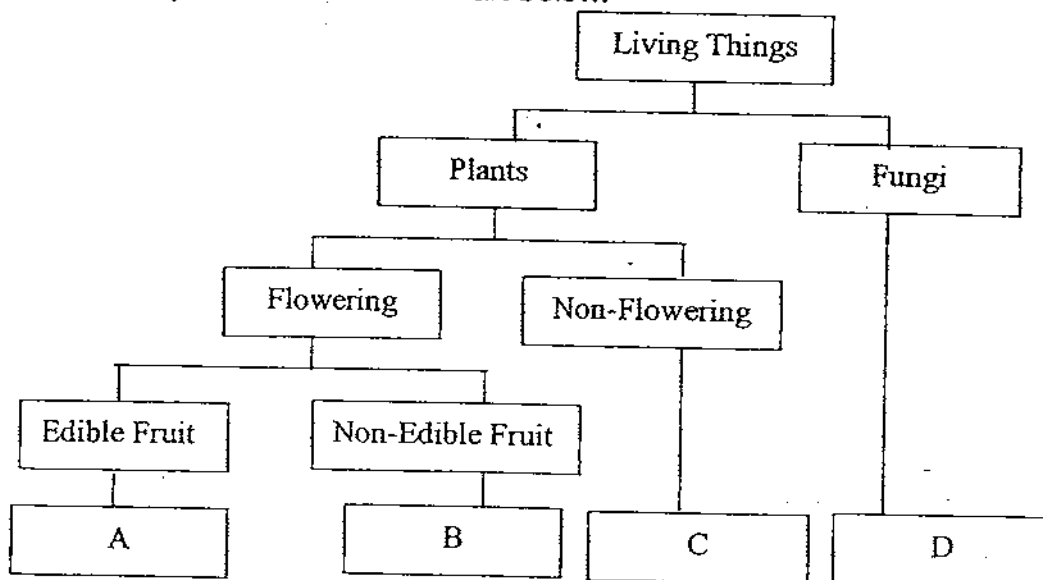 Living Things
Plants
Fungi
Flowering
Non-Flowering
Edible Fruit
Non-Edible Fruit
A
B
C
D